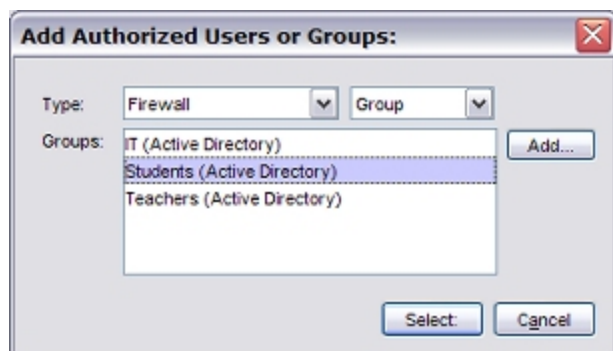 Add Authorized Users or Groups:
Type: Firewall Group
Groups: IT (Active Directory) Add...
Students (Active Directory)
Teachers (Active Directory)
Select Cancel